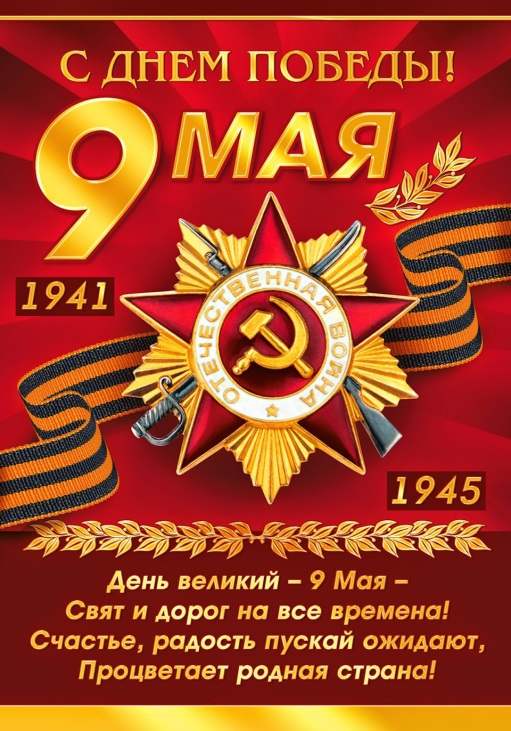 С ДНЕМ ПОБЕДЫ!
9 МАЯ
1941
ОТЕЧЕСТВЕННАЯ ВОЙНА
1945
День великий – 9 Мая –
Свят и дорог на все времена!
Счастье, радость пускай ожидают,
Процветает родная страна!